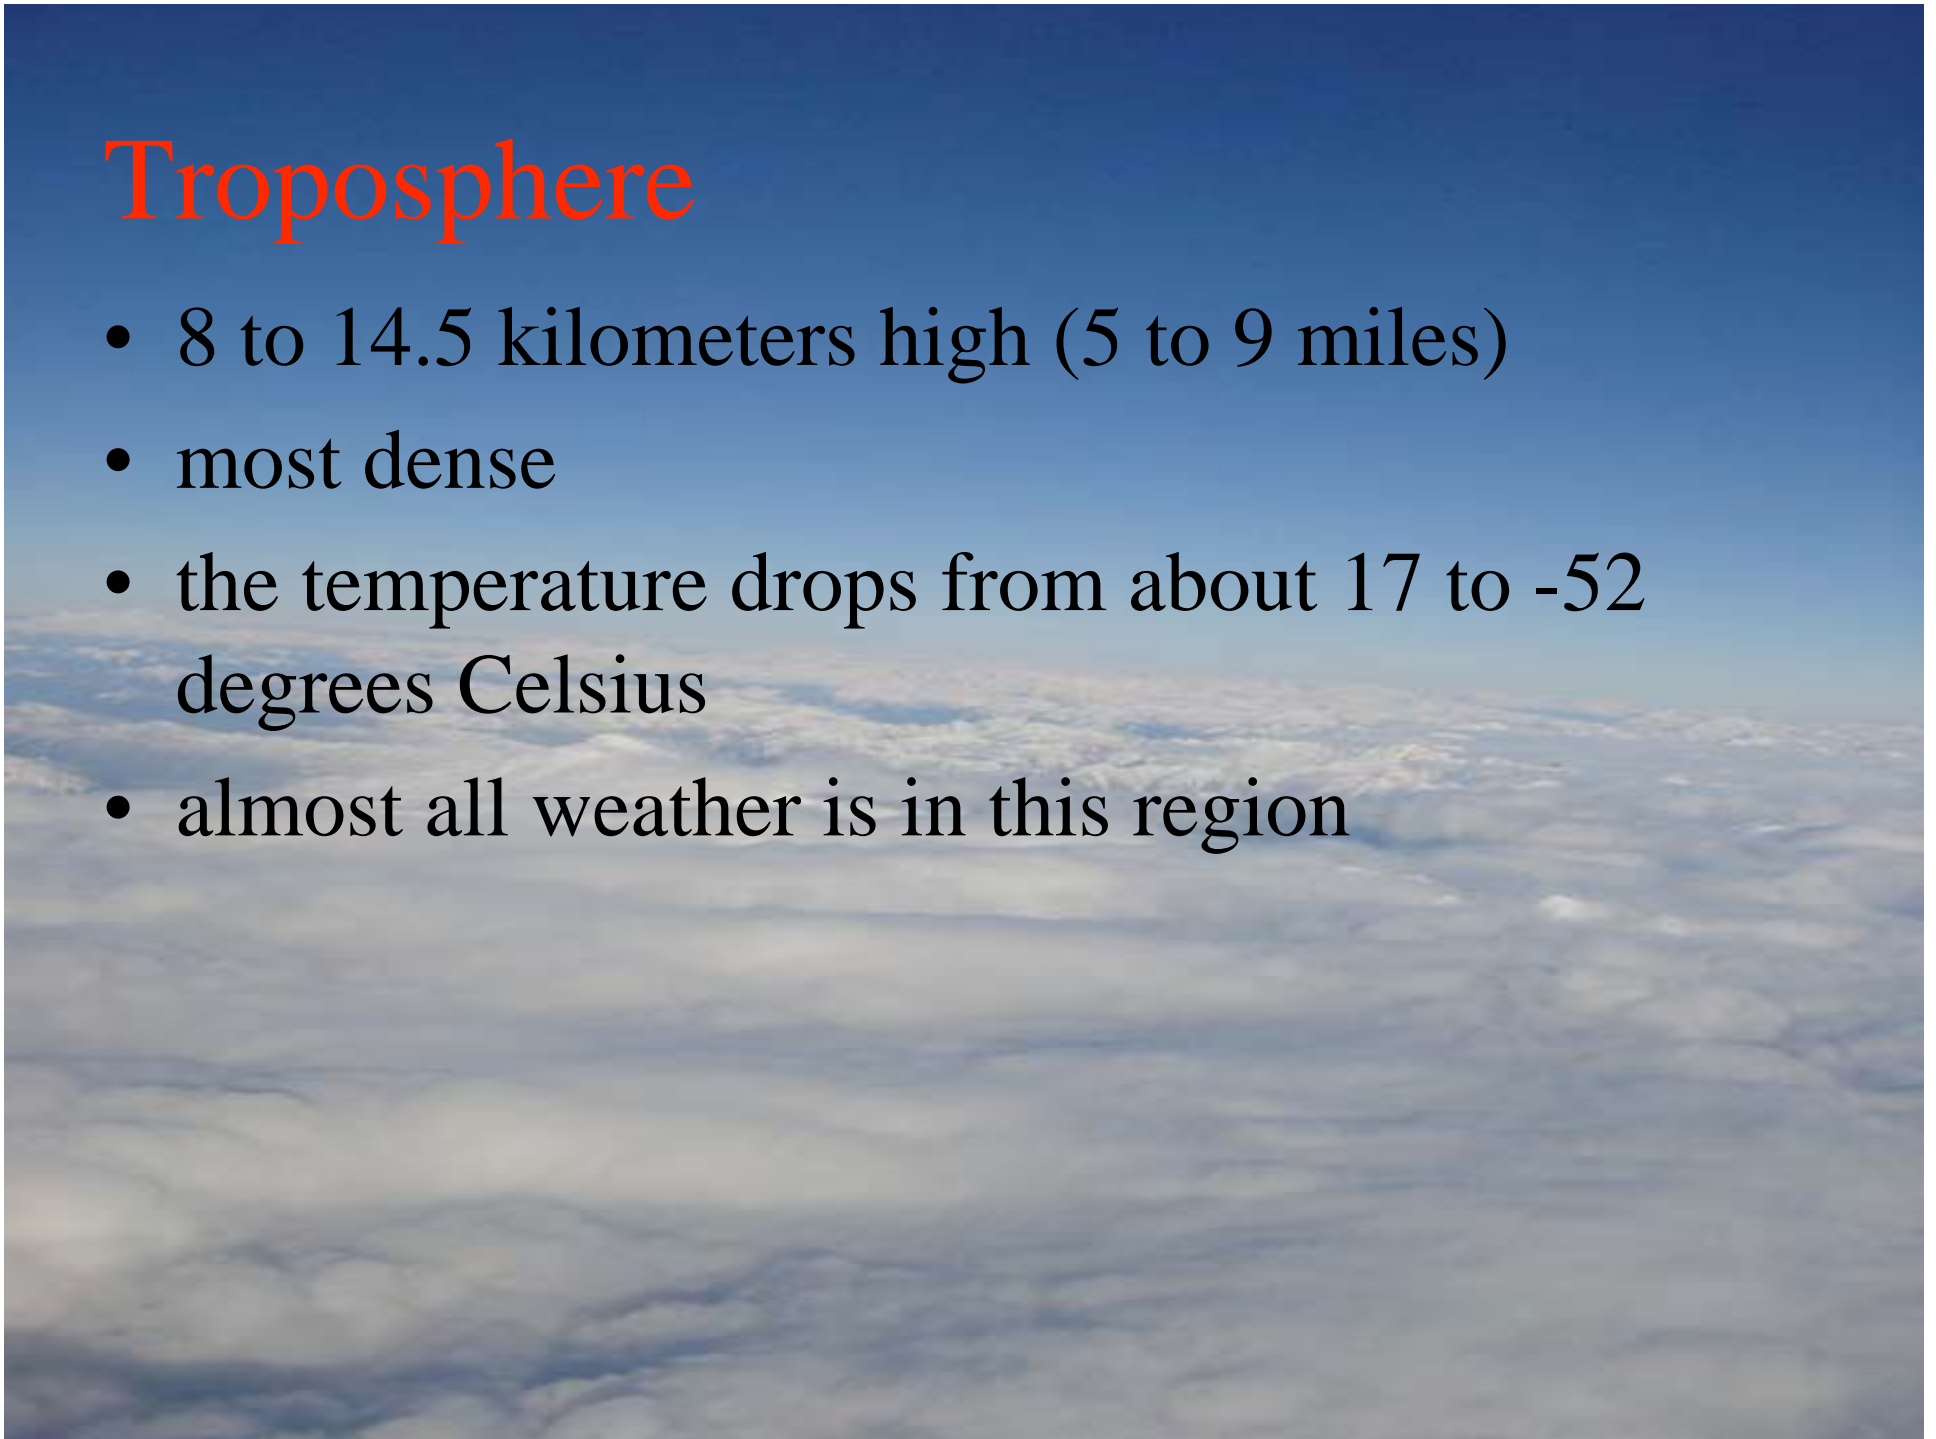 Troposphere
• 8 to 14.5 kilometers high (5 to 9 miles)
• most dense
• the temperature drops from about 17 to -52
degrees Celsius
• almost all weather is in this region